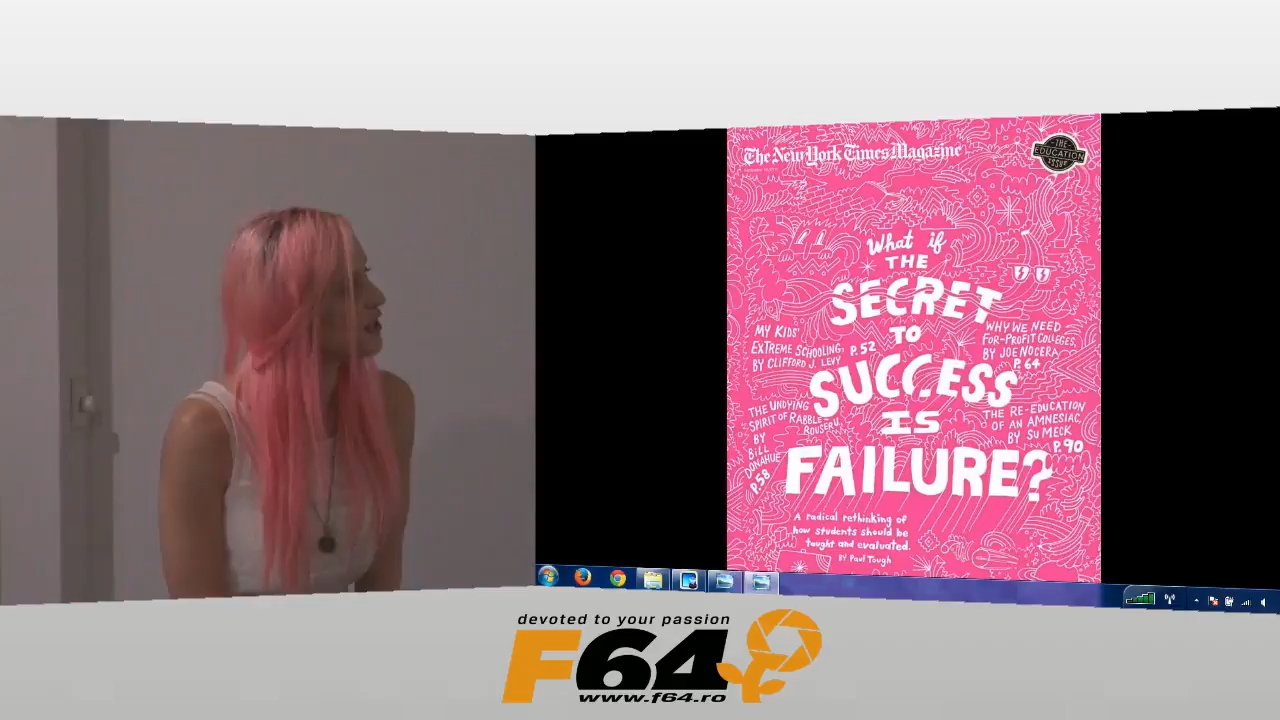 The New York Times Magazine
THE
EDUCATION
ISSUE
What if
THE
SECRET
TO
SUCCESS
IS
FAILURE?
MY KIDS'
EXTREME SCHOOLING,
BY CLIFFORD J. LEVY
P.52
WHY WE NEED
FOR-PROFIT COLLEGES,
BY JOE NOCERA
P.64
THE UNDYING
SPIRIT OF RABBLE-
ROUSERU
BY
BILL
DONAHUE
P.58
THE RE-EDUCATION
OF AN AMNESIAC
BY SU MECK
P.90
A radical rethinking of
how students should be
taught and evaluated.
BY Paul Tough
devoted to your passion
F64
www.f64.ro